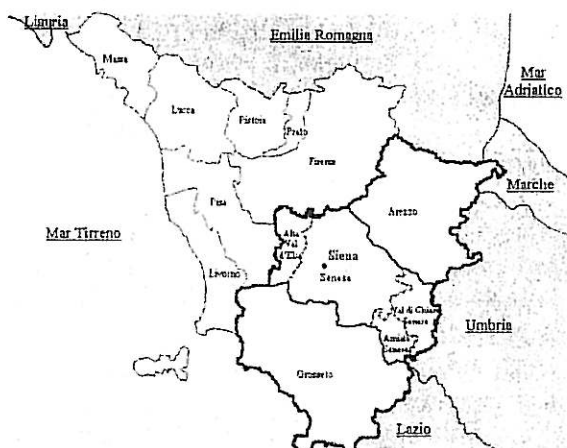 Liguria
Emilia Romagna
Massa
Mar
Adriatico
Lucca
Pistoia
Prato
Firenze
Marche
Pisa
Arezzo
Mar Tirreno
Alta
Val
d'Elsa
Siena
Senese
Livorno
Val di Chiana
Senese
Umbria
Amiata
Senese
Grosseto
Lazio